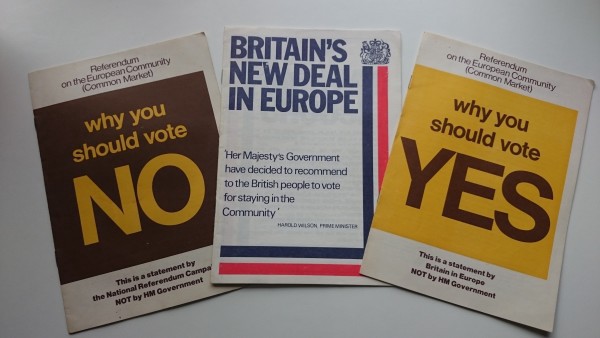 Referendum
on the European Community
(Common Market)
why you
should vote
NO
This is a statement by
the National Referendum Campa
NOT by HM Government
BRITAIN'S
NEW DEAL
IN EUROPE
'Her Majesty's Government
have decided to recommend
to the British people to vote
for staying in the
Community'
HAROLD WILSON, PRIME MINISTER
Referendum
on the European Community
(Common Market)
why you
should vote
YES
This is a statement by
Britain in Europe
NOT by HM Government